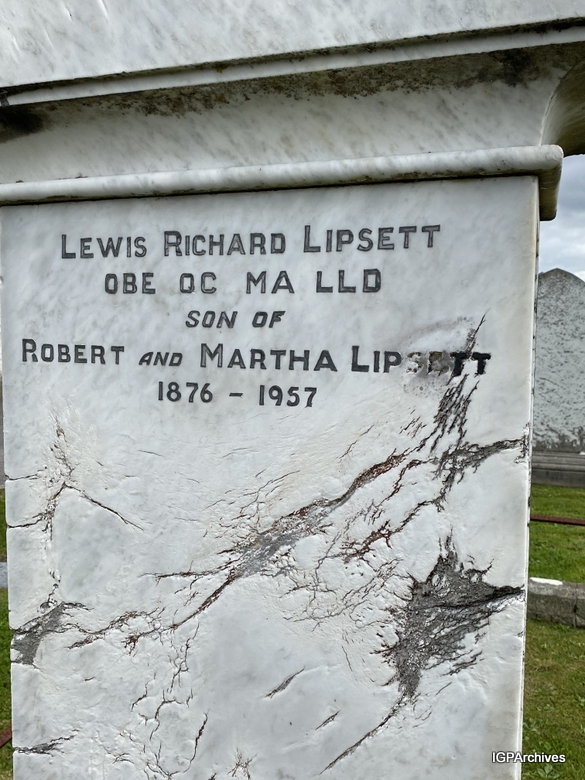 LEWIS RICHARD LIPSETT
OBE QC MA LLD
SON OF
ROBERT AND MARTHA LIPSETT
1876 - 1957
IGPArchives